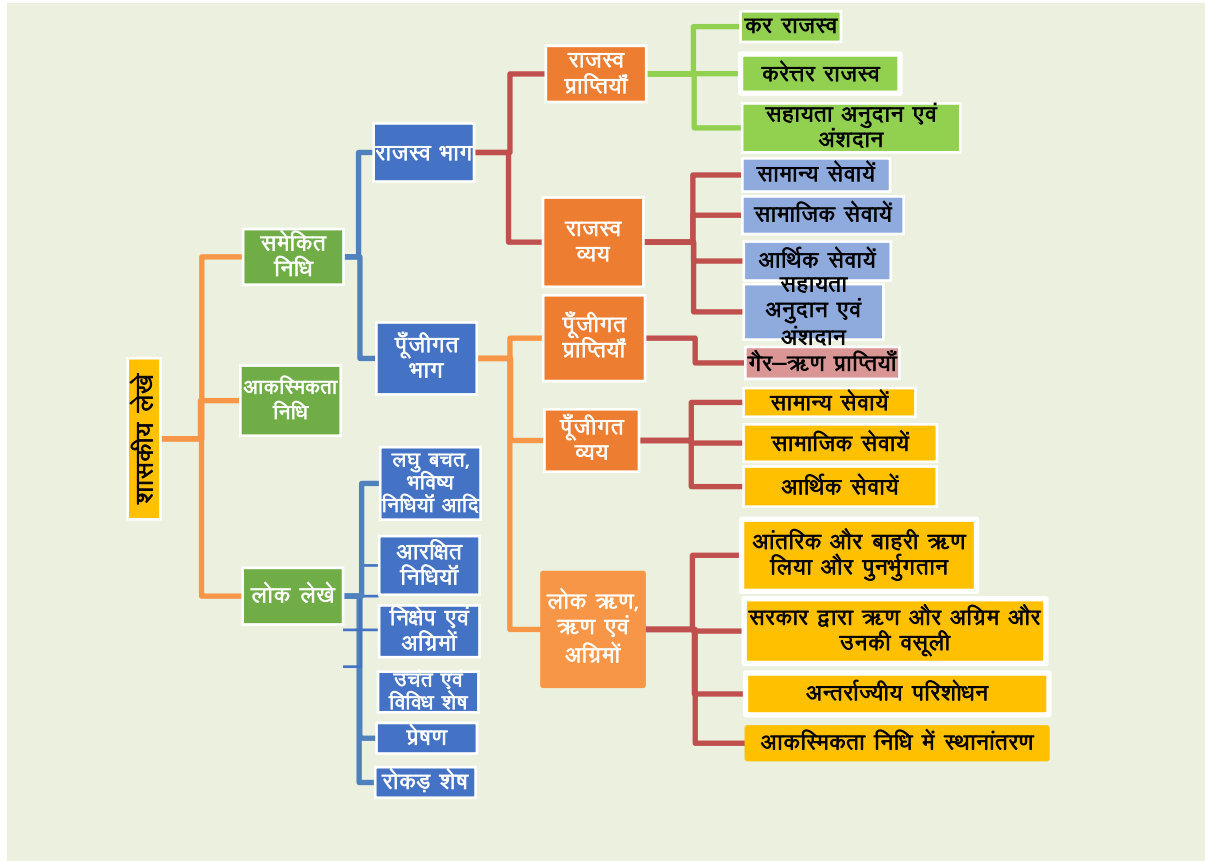 शासकीय लेखे
समेकित
निधि
आकस्मिकता
निधि
लोक लेखे
राजस्व भाग
पूँजीगत
भाग
लघु बचत,
भविष्य
निधियॉ आदि
आरक्षित
निधियॉ
निक्षेप एवं
अग्रिमों
उचंत एवं
विविध शेष
प्रेषण
रोकड़ शेष
राजस्व
प्राप्तियाँ
राजस्व
व्यय
पूँजीगत
प्राप्तियाँ
पूँजीगत
व्यय
लोक ऋण,
ऋण एवं
अग्रिमों
कर राजस्व
करेत्तर राजस्व
सहायता अनुदान एवं
अंशदान
सामान्य सेवायें
सामाजिक सेवायें
आर्थिक सेवायें
सहायता
अनुदान एवं
अंशदान
गैर–ऋण प्राप्तियाँ
सामान्य सेवायें
सामाजिक सेवायें
आर्थिक सेवायें
आंतरिक और बाहरी ऋण
लिया और पुनर्भुगतान
सरकार द्वारा ऋण और अग्रिम और
उनकी वसूली
अन्तर्राज्यीय परिशोधन
आकस्मिकता निधि में स्थानांतरण